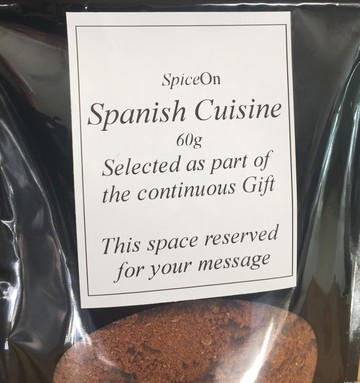 SpiceOn
Spanish Cuisine
60g
Selected as part of
the continuous Gift
This space reserved
for your message